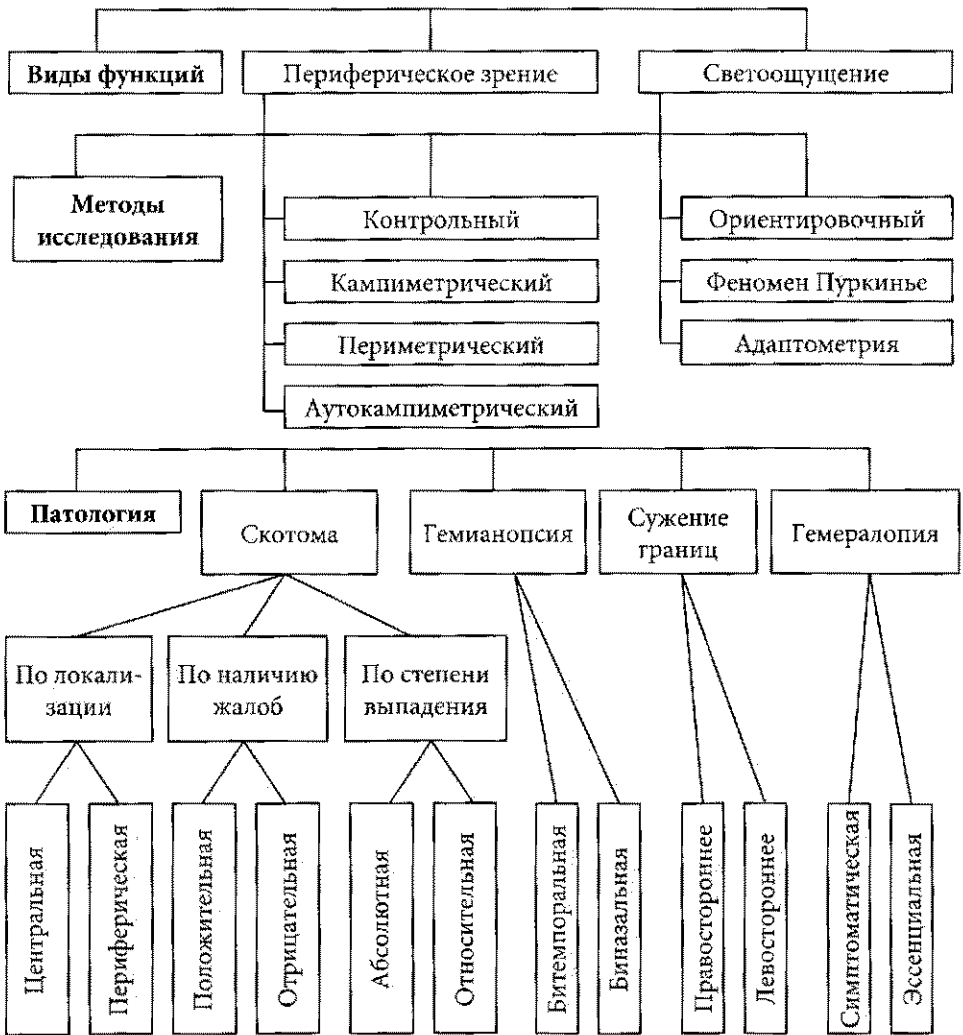 Виды функций
Периферическое зрение
Светоощущение
Методы
исследования
Контрольный
Ориентировочный
Кампиметрический
Феномен Пуркинье
Периметрический
Адаптометрия
Аутокампиметрический
Патология
Скотома
Гемианопсия
Сужение
границ
Гемералопия
По локали-
зации
По наличию
жалоб
По степени
выпадения
Центральная
Периферическая
Положительная
Отрицательная
Абсолютная
Относительная
Битемпоральная
Биназальная
Правостороннее
Левостороннее
Симптоматическая
Эссенциальная